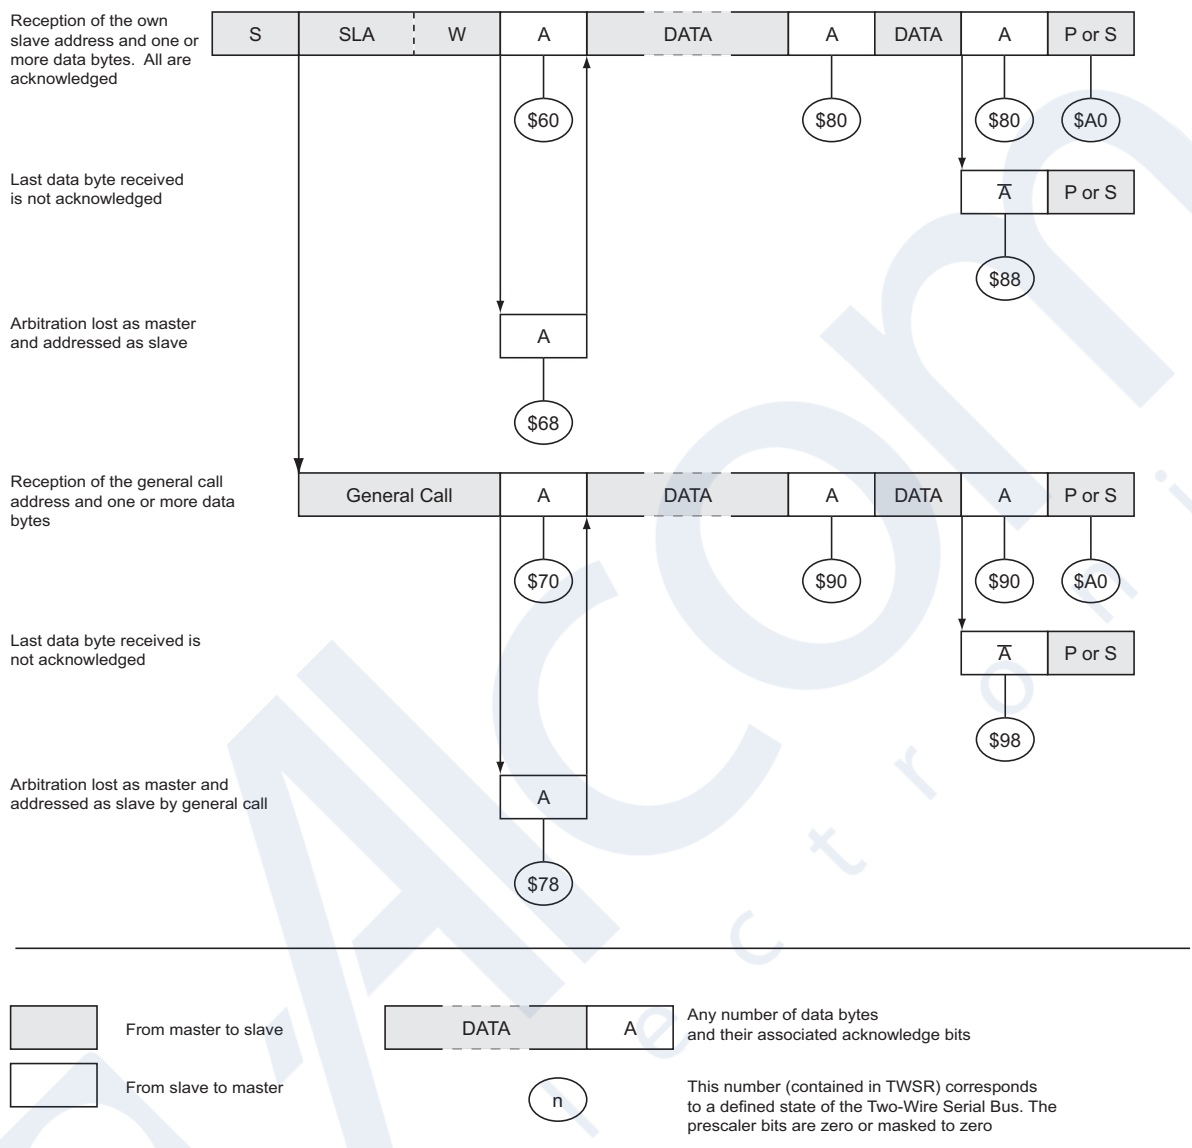 Reception of the own
slave address and one or
more data bytes.  All are
acknowledged
S SLA W A DATA A DATA A P or S
$60 $80 $80 $A0
Last data byte received
is not acknowledged
A̅ P or S
$88
Arbitration lost as master
and addressed as slave
A
$68
Reception of the general call
address and one or more data
bytes
General Call A DATA A DATA A P or S
$70 $90 $90 $A0
Last data byte received is
not acknowledged
A̅ P or S
$98
Arbitration lost as master and
addressed as slave by general call
A
$78
From master to slave
From slave to master
DATA A
Any number of data bytes
and their associated acknowledge bits
n
This number (contained in TWSR) corresponds
to a defined state of the Two-Wire Serial Bus. The
prescaler bits are zero or masked to zero